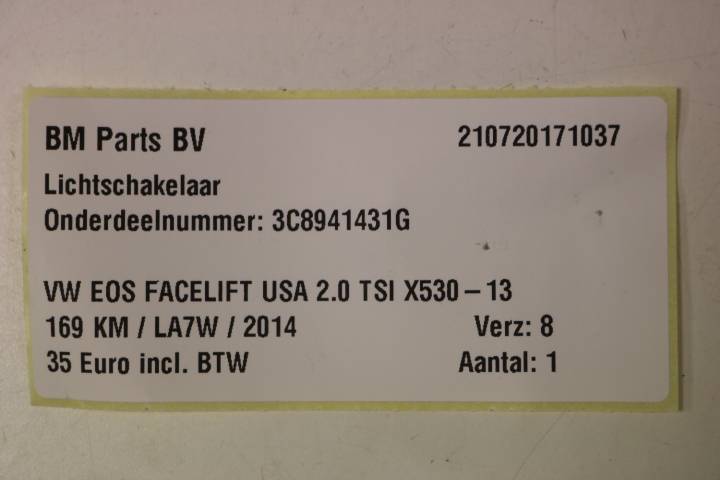 BM Parts BV 210720171037
Lichtschakelaar
Onderdeelnummer: 3C8941431G
VW EOS FACELIFT USA 2.0 TSI X530 – 13
169 KM / LA7W / 2014 Verz: 8
35 Euro incl. BTW Aantal: 1